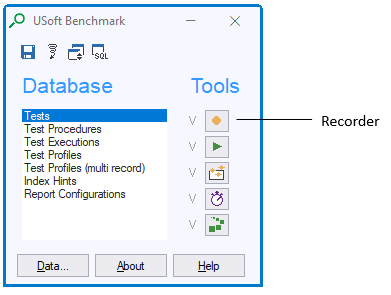 USoft Benchmark
SQL
Database Tools
Tests
Test Procedures
Test Executions
Test Profiles
Test Profiles (multi record)
Index Hints
Report Configurations
V
V
V
V
V
Recorder
Data... About Help